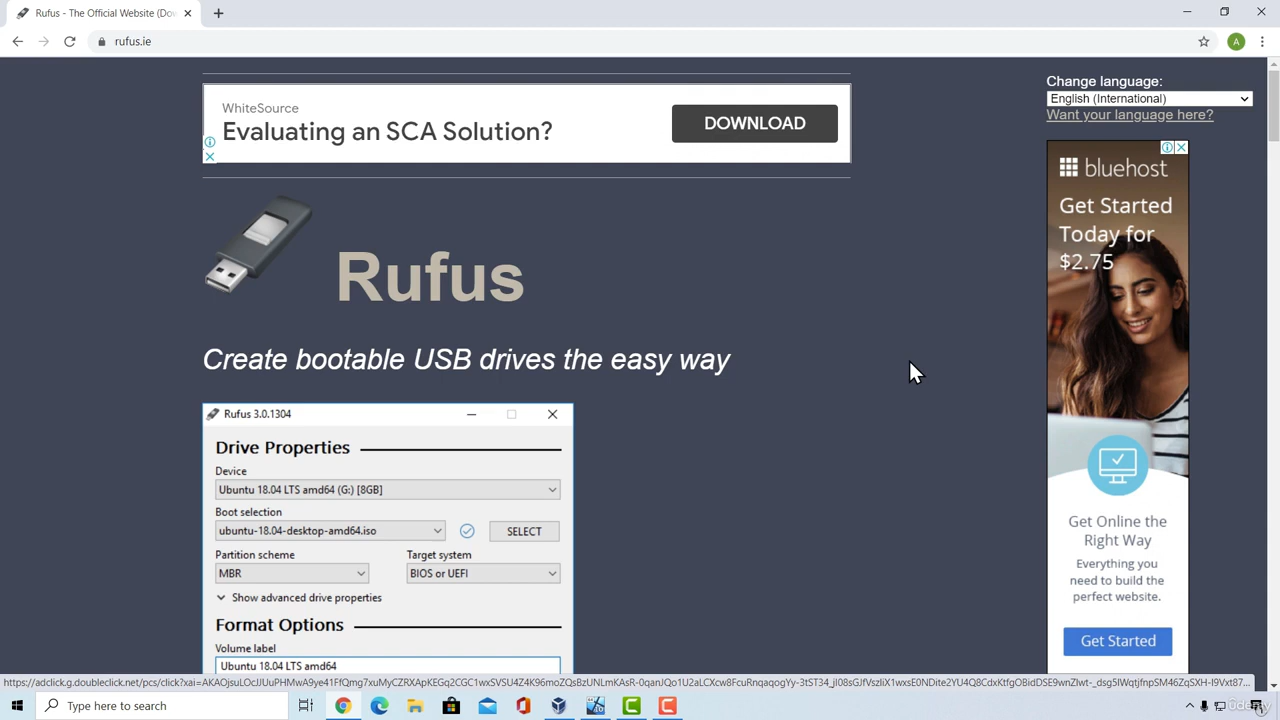 Rufus - The Official Website (Dow
rufus.ie
A
WhiteSource
Evaluating an SCA Solution?
DOWNLOAD
Change language:
English (International)
Want your language here?
bluehost
Get Started
Today for
$2.75
Rufus
Create bootable USB drives the easy way
Rufus 3.0.1304
Drive Properties
Device
Ubuntu 18.04 LTS amd64 (G:) [8GB]
Boot selection
ubuntu-18.04-desktop-amd64.iso
SELECT
Partition scheme
Target system
MBR
BIOS or UEFI
Show advanced drive properties
Format Options
Volume label
Ubuntu 18.04 LTS amd64
Get Online the
Right Way
Everything you
need to build the
perfect website.
Get Started
Type here to search
Udemy